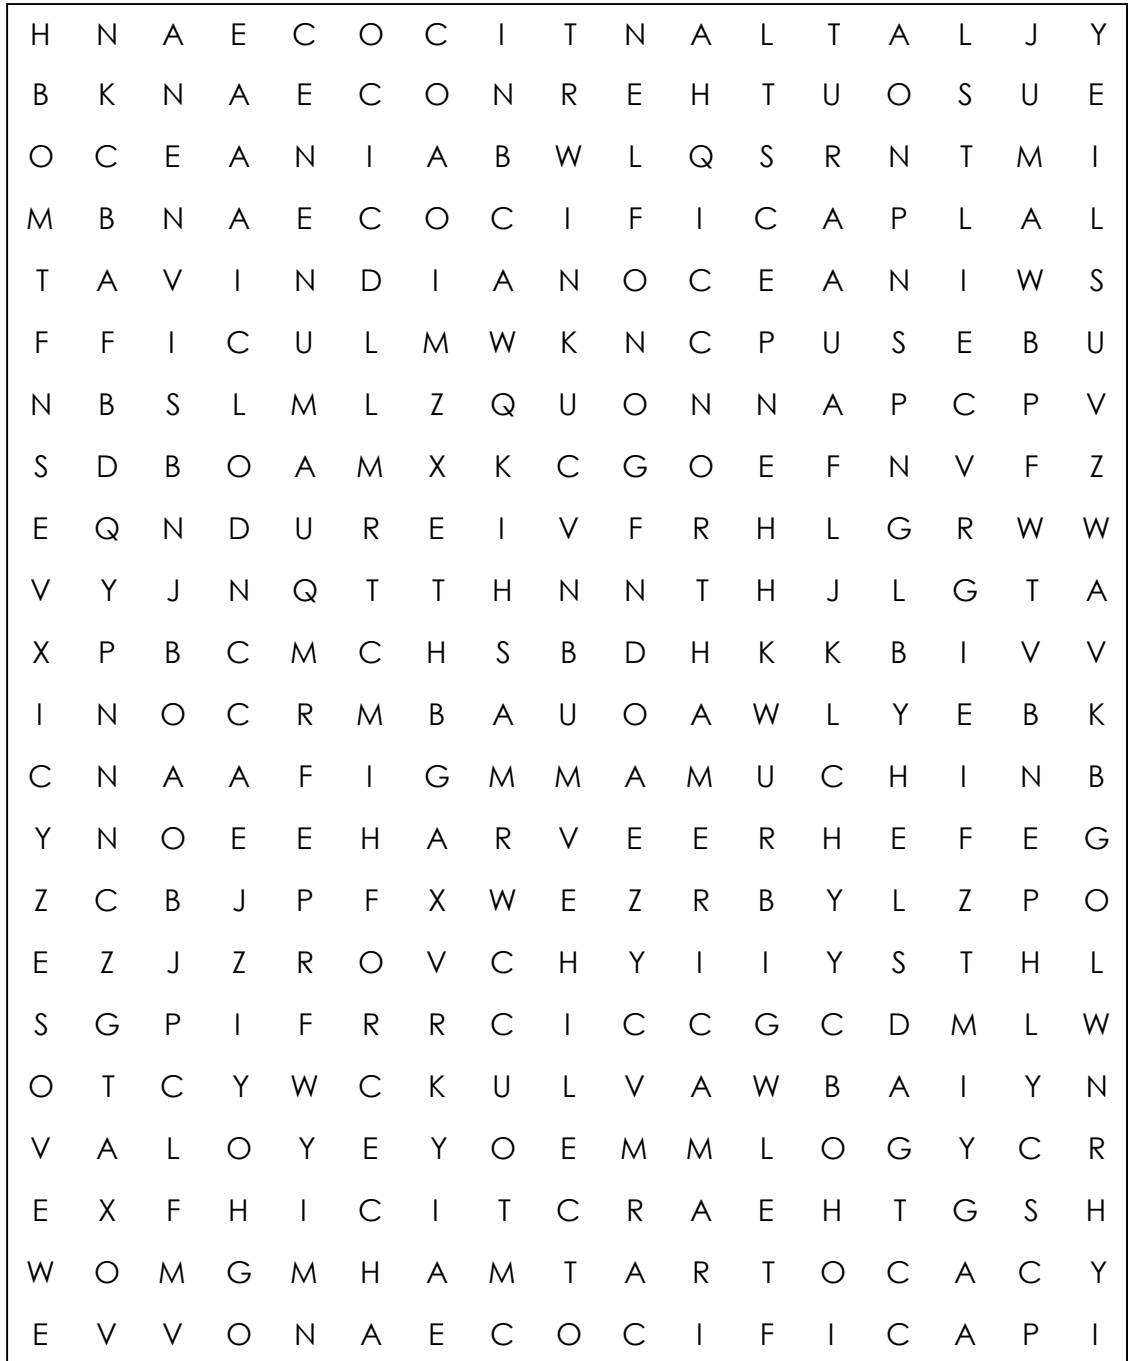 H N A E C O C I T N A L T A L J Y
B K N A E C O N R E H T U O S U E
O C E A N I A B W L Q S R N T M I
M B N A E C O C I F I C A P L A L
T A V I N D I A N O C E A N I W S
F F I C U L M W K N C P U S E B U
N B S L M L Z Q U O N N A P C P V
S D B O A M X K C G O E F N V F Z
E Q N D U R E I V F R H L G R W W
V Y J N Q T T H N N T H J L G T A
X P B C M C H S B D H K K B I V V
I N O C R M B A U O A W L Y E B K
C N A A F I G M M A M U C H I N B
Y N O E E H A R V E E R H E F E G
Z C B J P F X W E Z R B Y L Z P O
E Z J Z R O V C H Y I I Y S T H L
S G P I F R R C I C C G C D M L W
O T C Y W C K U L V A W B A I Y N
V A L O Y E Y O E M M L O G Y C R
E X F H I C I T C R A E H T G S H
W O M G M H A M T A R T O C A C Y
E V V O N A E C O C I F I C A P I